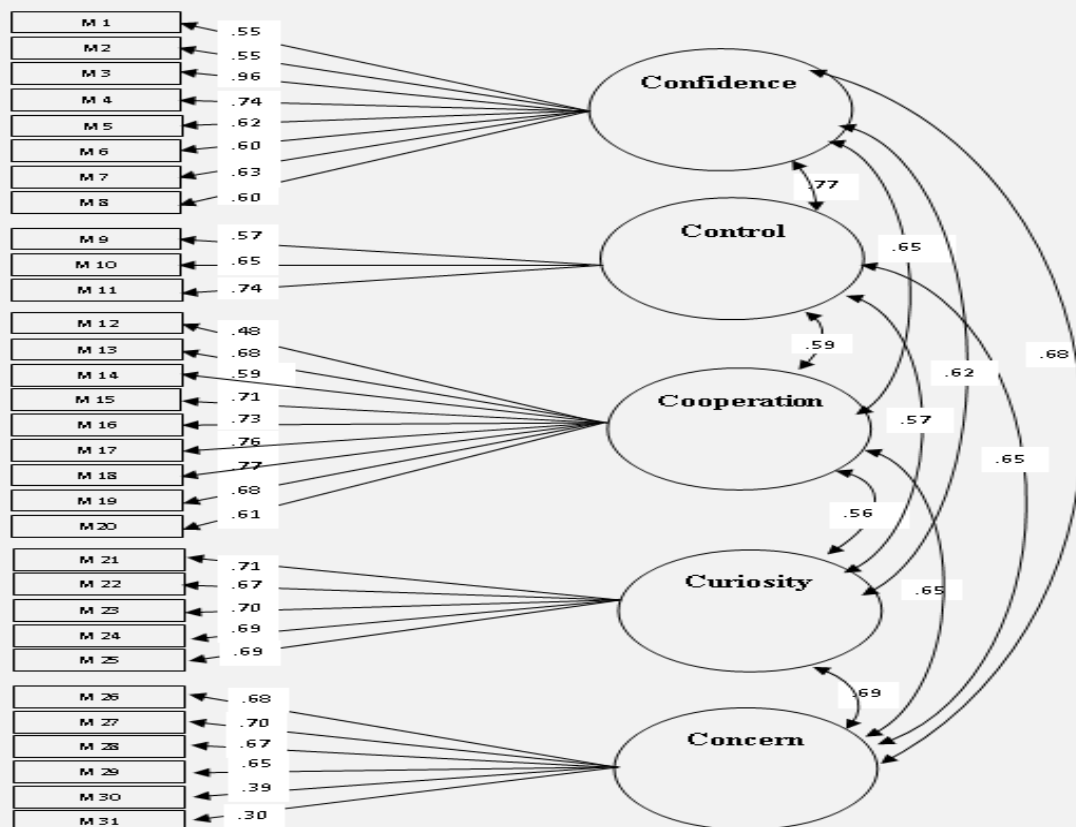 M 1
.55
M 2
.55
M 3
.96
Confidence
M 4
.74
M 5
.62
M 6
.60
M 7
.63
.77
M 8
.60
M 9
.57
Control
M 10
.65
.65
M 11
.74
M 12
.48
.59
M 13
.68
.68
M 14
.59
.62
M 15
.71
Cooperation
M 16
.73
.57
M 17
.76
.65
M 18
.77
M 19
.68
M20
.61
.56
M 21
.71
M 22
.67
Curiosity
.65
M 23
.70
M 24
.69
M 25
.69
M 26
.68
.69
M 27
.70
M 28
.67
Concern
M 29
.65
M 30
.39
M 31
.30